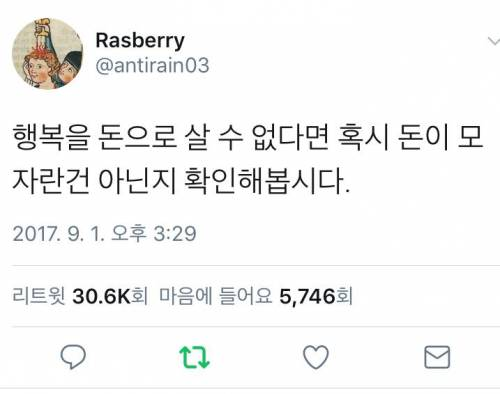 Rasberry
@antirain03
행복을 돈으로 살 수 없다면 혹시 돈이 모
자란건 아닌지 확인해봅시다.
2017. 9. 1. 오후 3:29
리트윗 30.6K회 마음에 들어요 5,746회